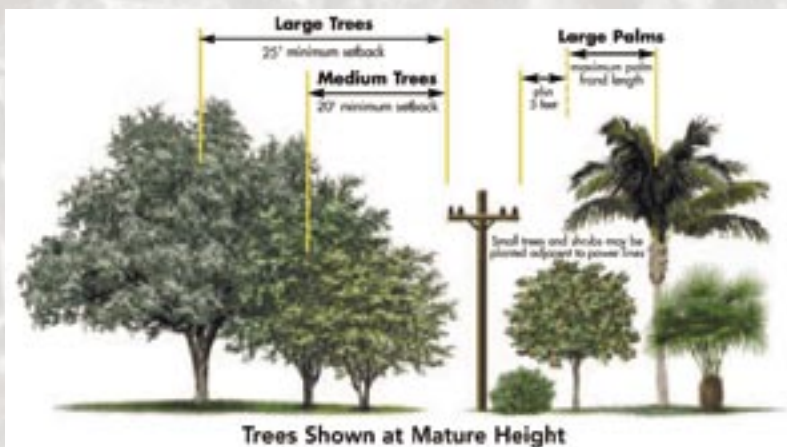 Large Trees
25' minimum setback
Medium Trees
20' minimum setback
Large Palms
maximum palm
frond length
plus
5 feet
Small trees and shrubs may be
planted adjacent to power lines
Trees Shown at Mature Height